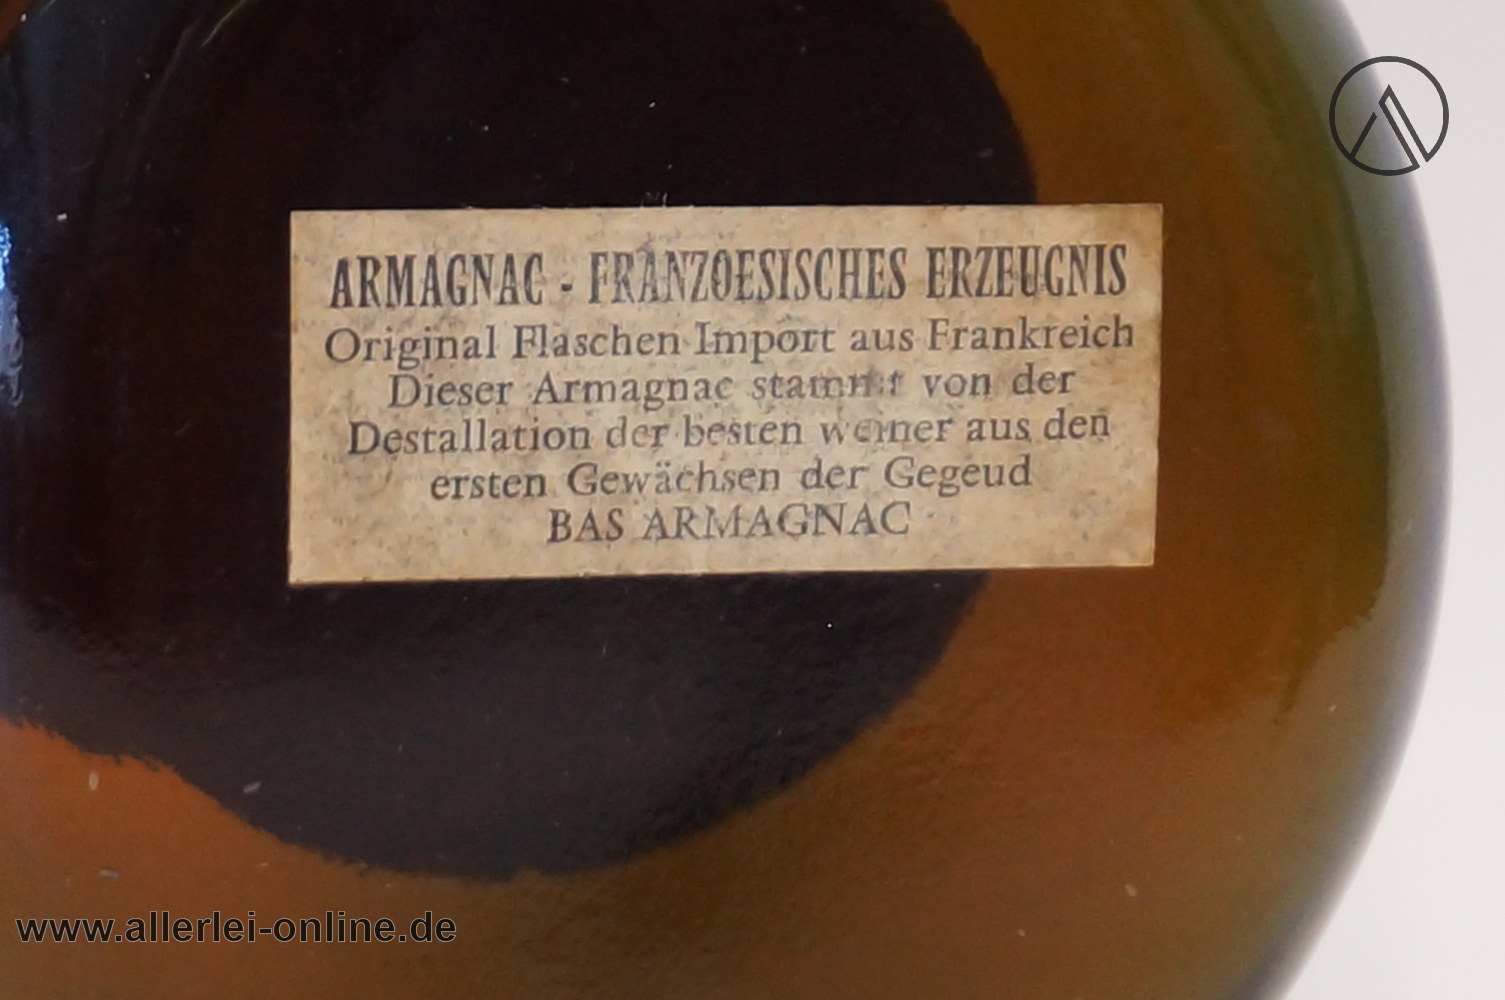 ARMAGNAC - FRANZOESISCHES ERZEUGNIS
Original Flaschen Import aus Frankreich
Dieser Armagnac stammt von der
Destallation der besten weiner aus den
ersten Gewächsen der Gegeud
BAS ARMAGNAC
www.allerlei-online.de